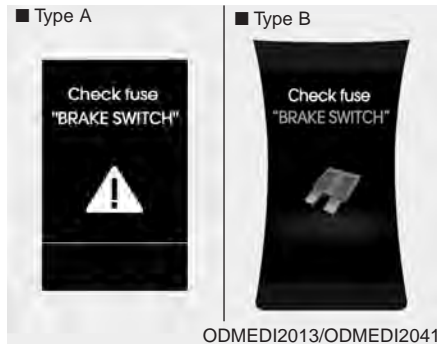 ■ Type A
Check fuse
"BRAKE SWITCH"
■ Type B
Check fuse
"BRAKE SWITCH"
ODMEDI2013/ODMEDI2041